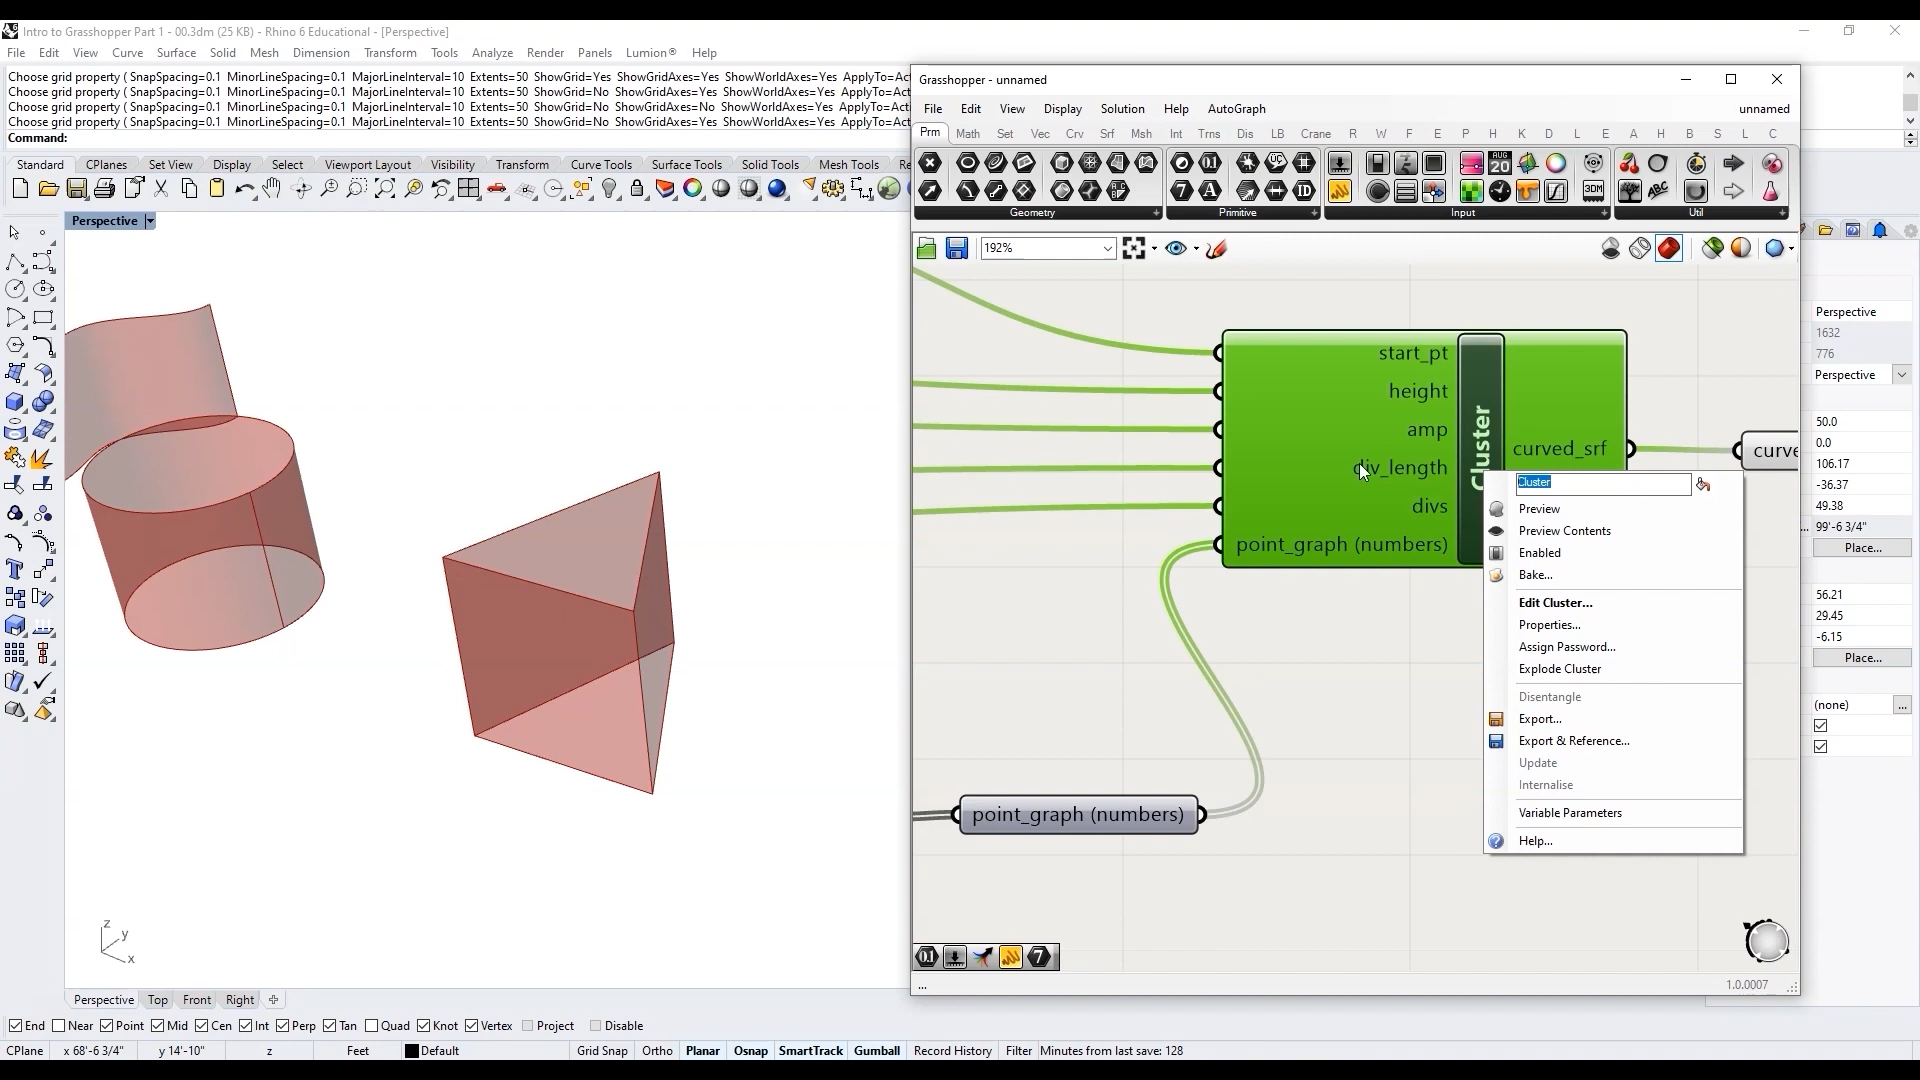 Intro to Grasshopper Part 1 - 00.3dm (25 KB) - Rhino 6 Educational - [Perspective]
File Edit View Curve Surface Solid Mesh Dimension Transform Tools Analyze Render Panels Lumion® Help
Choose grid property ( SnapSpacing=0.1 MinorLineSpacing=0.1 MajorLineInterval=10 Extents=50 ShowGrid=Yes ShowGridAxes=Yes ShowWorldAxes=Yes ApplyTo=Act
Choose grid property ( SnapSpacing=0.1 MinorLineSpacing=0.1 MajorLineInterval=10 Extents=50 ShowGrid=No ShowGridAxes=Yes ShowWorldAxes=Yes ApplyTo=Act
Choose grid property ( SnapSpacing=0.1 MinorLineSpacing=0.1 MajorLineInterval=10 Extents=50 ShowGrid=No ShowGridAxes=No ShowWorldAxes=Yes ApplyTo=Act
Choose grid property ( SnapSpacing=0.1 MinorLineSpacing=0.1 MajorLineInterval=10 Extents=50 ShowGrid=No ShowGridAxes=Yes ShowWorldAxes=Yes ApplyTo=Act
Command:
Standard CPlanes Set View Display Select Viewport Layout Visibility Transform Curve Tools Surface Tools Solid Tools Mesh Tools Re
Perspective
Grasshopper - unnamed
File Edit View Display Solution Help AutoGraph unnamed
Prm Math Set Vec Crv Srf Msh Int Trns Dis LB Crane R W F E P H K D L E A H B S L C
Geometry Primitive Input Util
192%
start_pt
height
amp
div_length
divs
point_graph (numbers)
Cluster
curved_srf
curve
point_graph (numbers)
Cluster
Preview
Preview Contents
Enabled
Bake...
Edit Cluster...
Properties...
Assign Password...
Explode Cluster
Disentangle
Export...
Export & Reference...
Update
Internalise
Variable Parameters
Help...
1.0.0007
...
Perspective
1632
776
Perspective
50.0
0.0
106.17
-36.37
49.38
99'-6 3/4"
Place...
56.21
29.45
-6.15
Place...
(none)
...
z
y
x
Perspective Top Front Right
End Near Point Mid Cen Int Perp Tan Quad Knot Vertex Project Disable
CPlane x 68'-6 3/4" y 14'-10" z Feet Default Grid Snap Ortho Planar Osnap SmartTrack Gumball Record History Filter Minutes from last save: 128